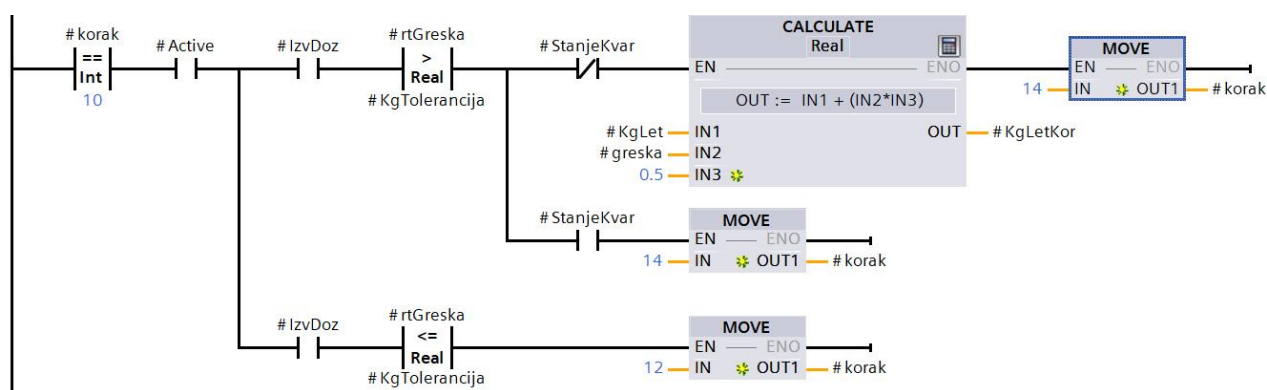 #korak
==
Int
10
#Active
#IzvDoz
#rtGreska
>
Real
#KgTolerancija
#StanjeKvar
CALCULATE
Real
EN
ENO
OUT := IN1 + (IN2*IN3)
#KgLet
IN1
OUT
#KgLetKor
#greska
IN2
0.5
IN3
MOVE
EN
ENO
14
IN
OUT1
#korak
#StanjeKvar
MOVE
EN
ENO
14
IN
OUT1
#korak
#IzvDoz
#rtGreska
<=
Real
#KgTolerancija
MOVE
EN
ENO
12
IN
OUT1
#korak